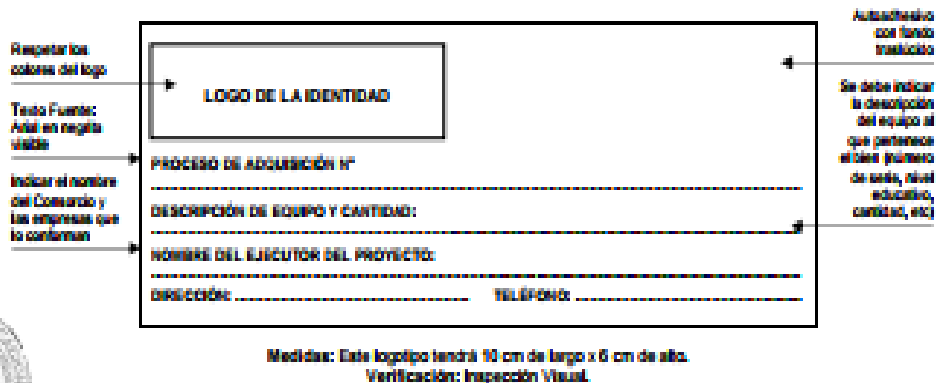 Respetar los
colores del logo
Texto Fuente:
Arial en negrita
visible
Indicar el nombre
del Consorcio y
las empresas que
lo conforman
LOGO DE LA IDENTIDAD
PROCESO DE ADQUISICIÓN N°
DESCRIPCIÓN DE EQUIPO Y CANTIDAD:
NOMBRE DEL EJECUTOR DEL PROYECTO:
DIRECCIÓN: TELÉFONO:
Autoadhesivo
con fondo
traslúcido
Se debe indicar
la descripción
del equipo al
que pertenece
el bien (número
de serie, nivel
educativo,
cantidad, etc)
Medidas: Este logotipo tendrá 10 cm de largo x 6 cm de alto.
Verificación: Inspección Visual.